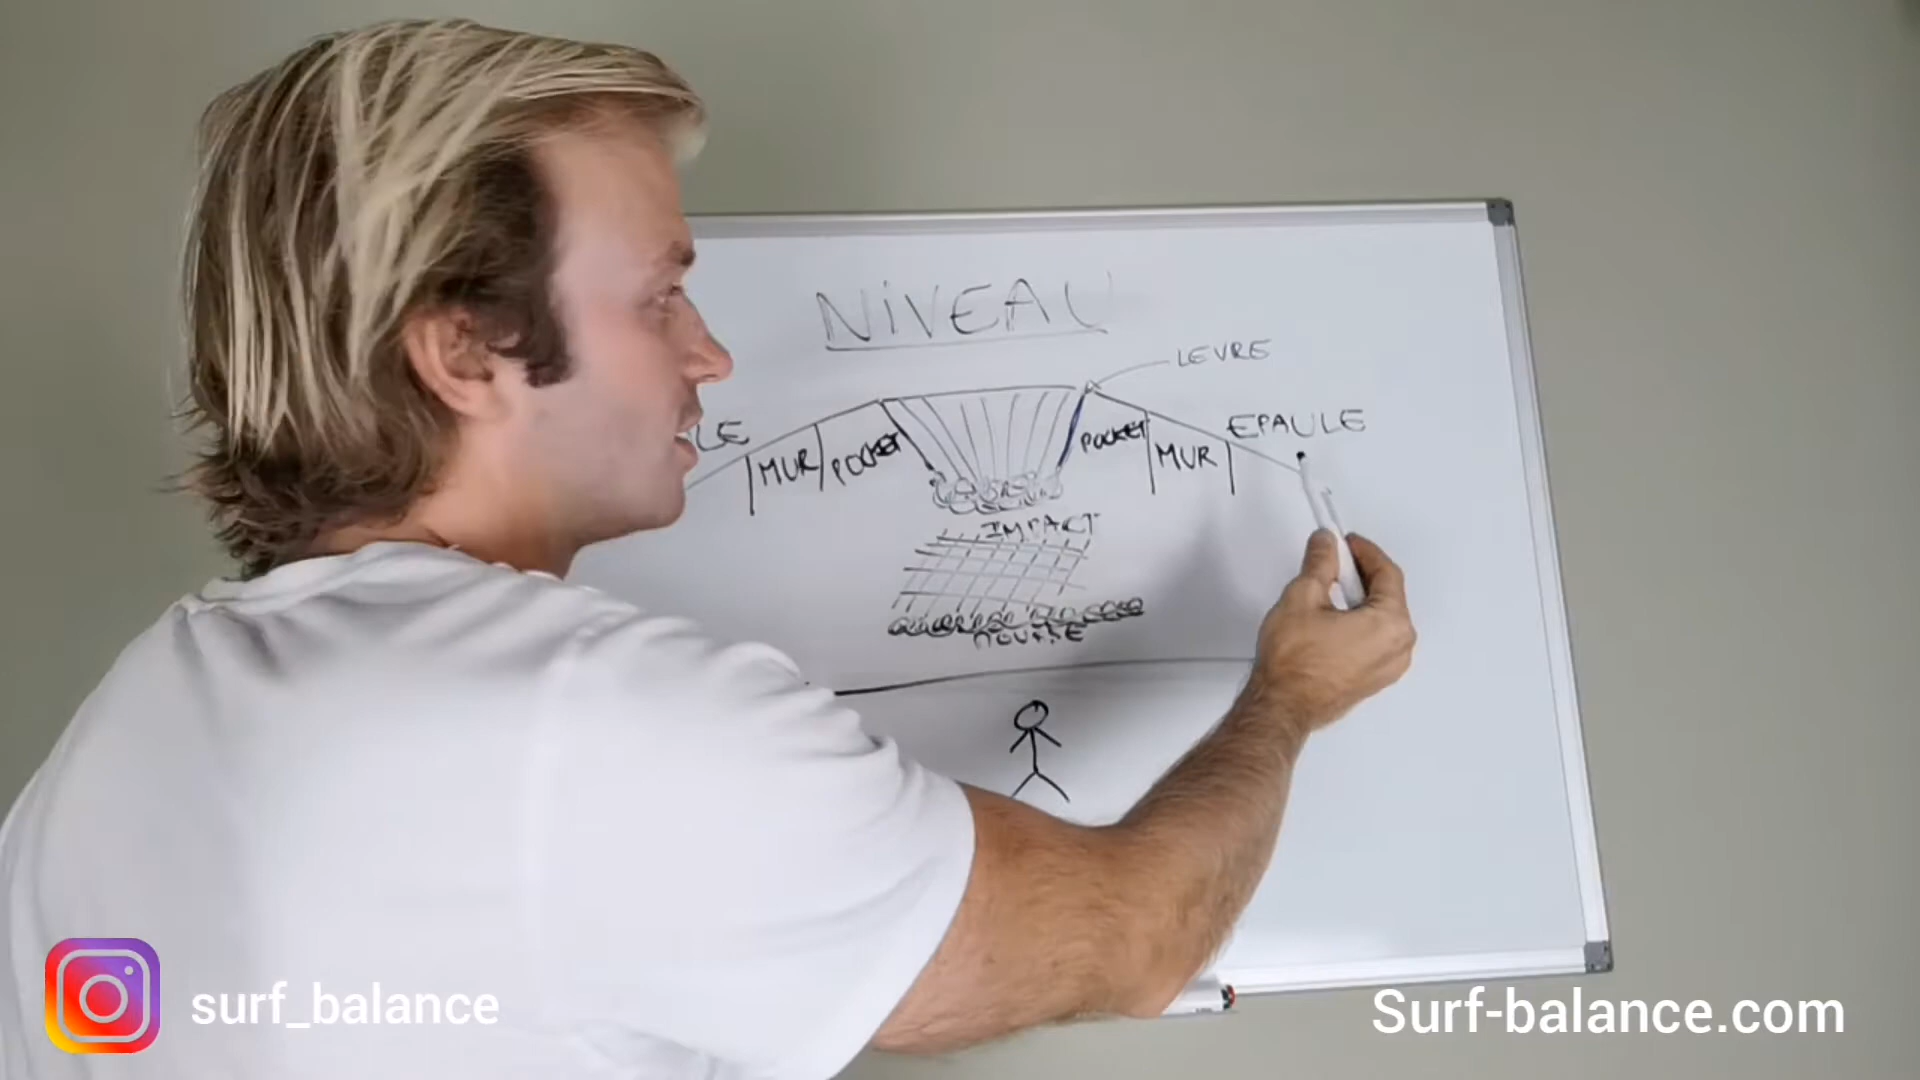 NIVEAU
LEVRE
LE
EPAULE
MUR
POCKET
POCKET
MUR
IMPACT
MOUSSE
surf_balance
Surf-balance.com